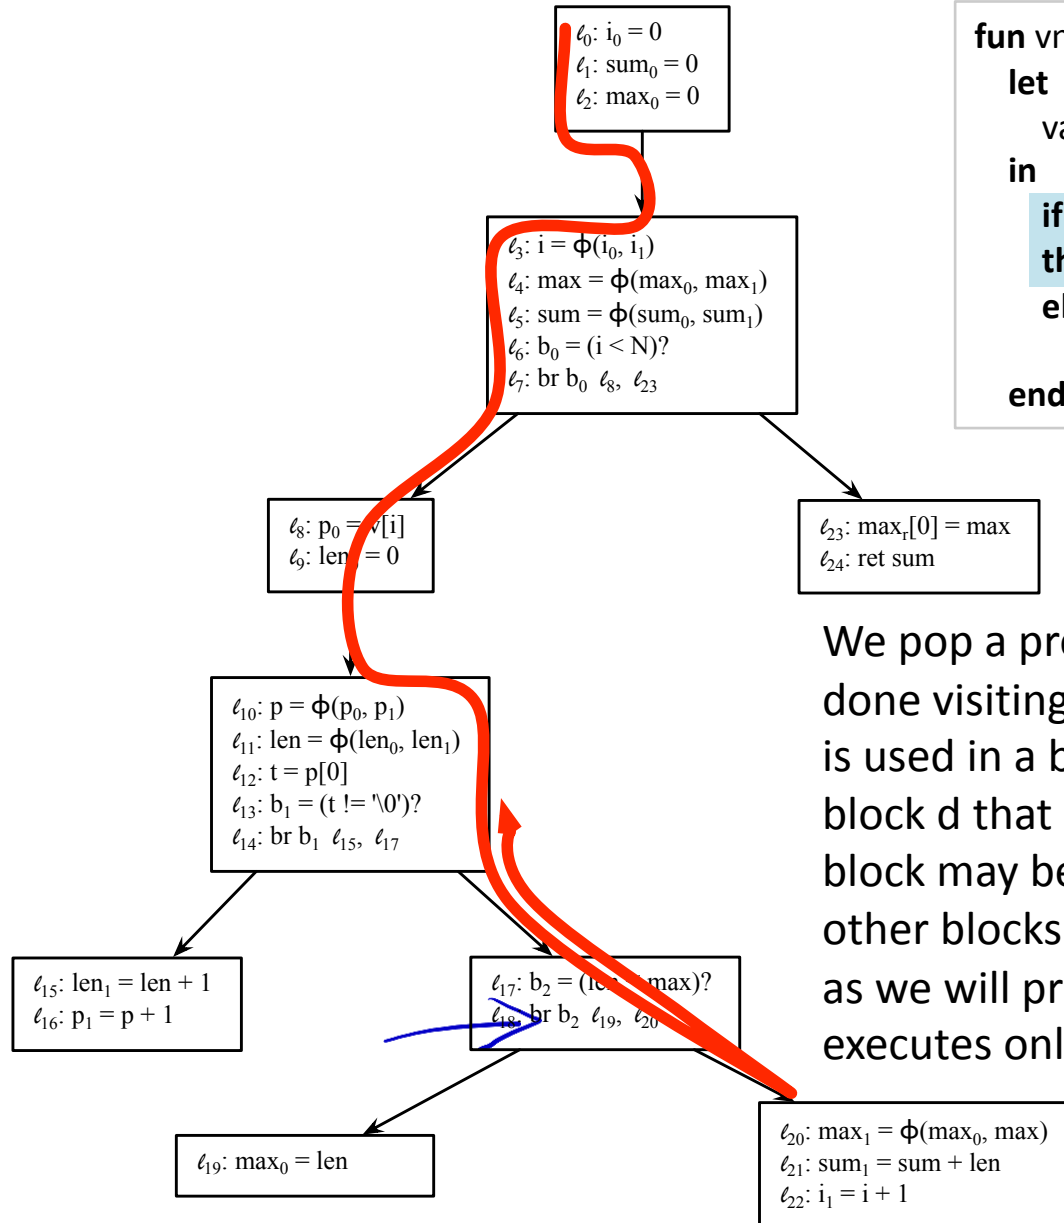 ℓ₀: i₀ = 0
ℓ₁: sum₀ = 0
ℓ₂: max₀ = 0
fun vn
let
va
in
if
th
el
end
ℓ₃: i = ϕ(i₀, i₁)
ℓ₄: max = ϕ(max₀, max₁)
ℓ₅: sum = ϕ(sum₀, sum₁)
ℓ₆: b₀ = (i < N)?
ℓ₇: br b₀ ℓ₈, ℓ₂₃
ℓ₈: p₀ = v[i]
ℓ₉: len = 0
ℓ₂₃: maxᵣ[0] = max
ℓ₂₄: ret sum
We pop a pre
done visiting
is used in a b
block d that
block may be
other blocks
as we will pr
executes onl
ℓ₁₀: p = ϕ(p₀, p₁)
ℓ₁₁: len = ϕ(len₀, len₁)
ℓ₁₂: t = p[0]
ℓ₁₃: b₁ = (t != '\0')?
ℓ₁₄: br b₁ ℓ₁₅, ℓ₁₇
ℓ₁₅: len₁ = len + 1
ℓ₁₆: p₁ = p + 1
ℓ₁₇: b₂ = (len max)?
ℓ₁₈: br b₂ ℓ₁₉, ℓ₂₀
ℓ₁₉: max₀ = len
ℓ₂₀: max₁ = ϕ(max₀, max)
ℓ₂₁: sum₁ = sum + len
ℓ₂₂: i₁ = i + 1